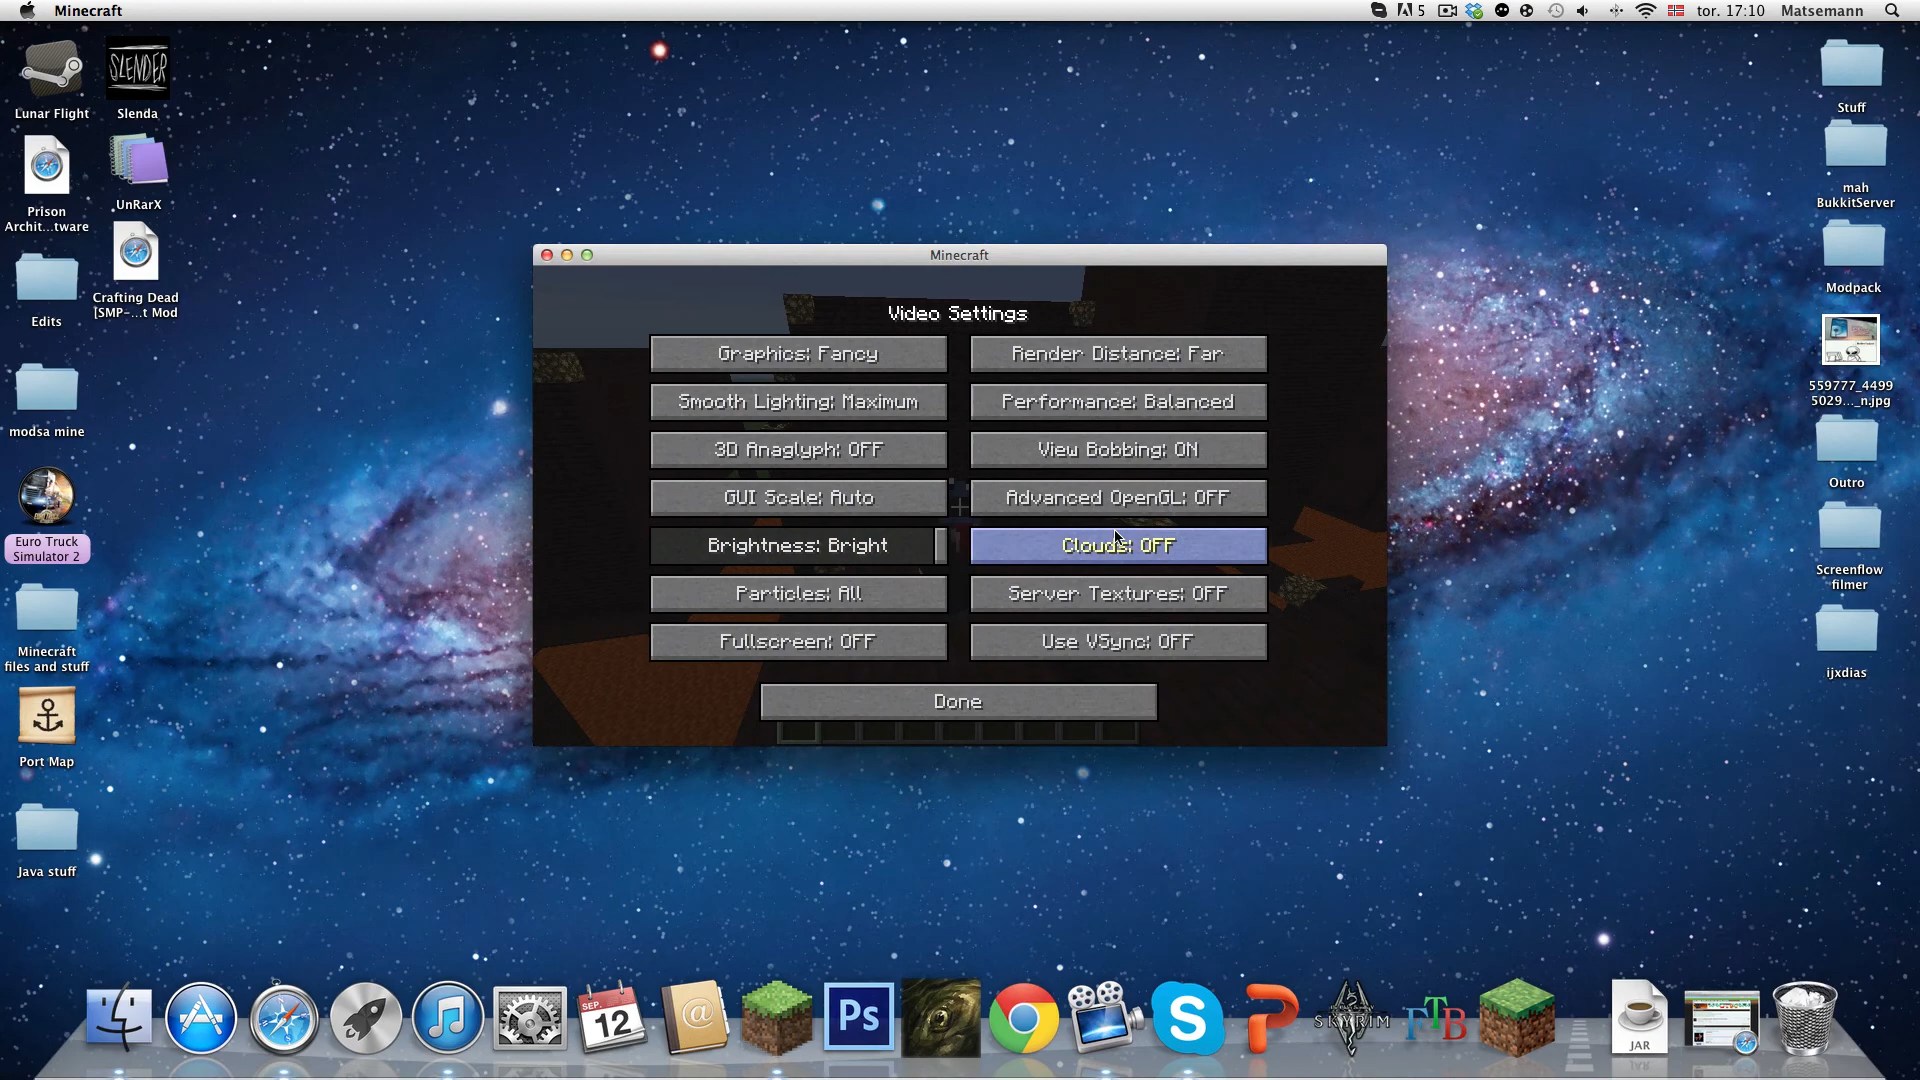 Minecraft
5
tor. 17:10
Matsemann
Lunar Flight
SLENDER
Slenda
Prison
Archit...tware
UnRarX
Edits
Crafting Dead
[SMP-...t Mod
modsa mine
Euro Truck
Simulator 2
Minecraft
files and stuff
Port Map
Java stuff
Minecraft
Video Settings
Graphics: Fancy
Render Distance: Far
Smooth Lighting: Maximum
Performance: Balanced
3D Anaglyph: OFF
View Bobbing: ON
GUI Scale: Auto
Advanced OpenGL: OFF
Brightness: Bright
Clouds: OFF
Particles: All
Server Textures: OFF
Fullscreen: OFF
Use VSync: OFF
Done
Stuff
mah
BukkitServer
Modpack
559777_4499
5029..._n.jpg
Outro
Screenflow
filmer
ijxdias
SEP.
12
@
Ps
S
SKYRIM
FTB
JAR